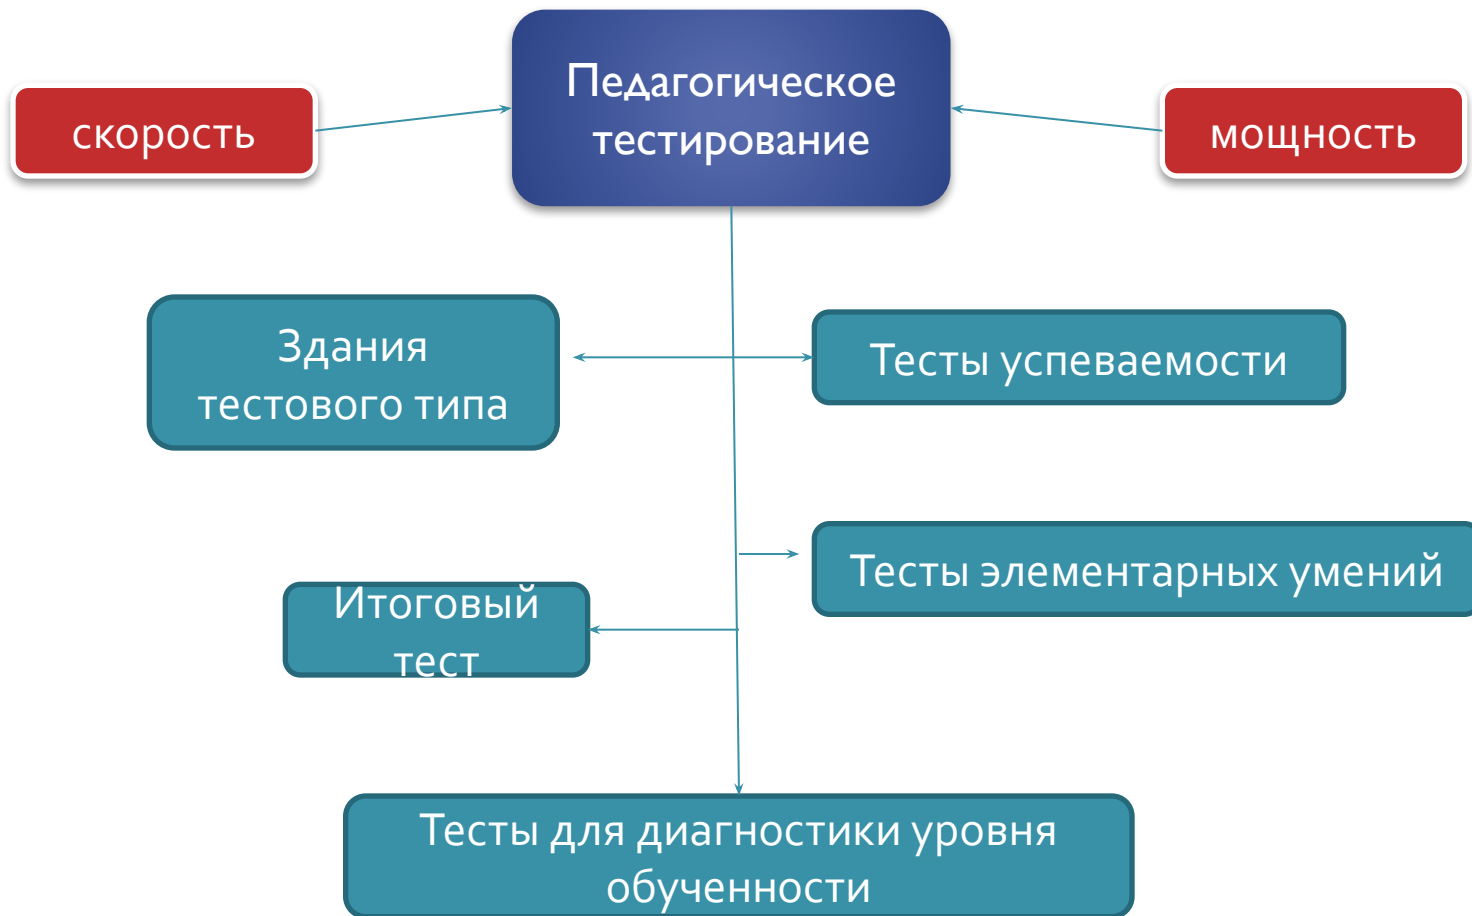 Педагогическое
тестирование
скорость
мощность
Здания
тестового типа
Тесты успеваемости
Тесты элементарных умений
Итоговый
тест
Тесты для диагностики уровня
обученности